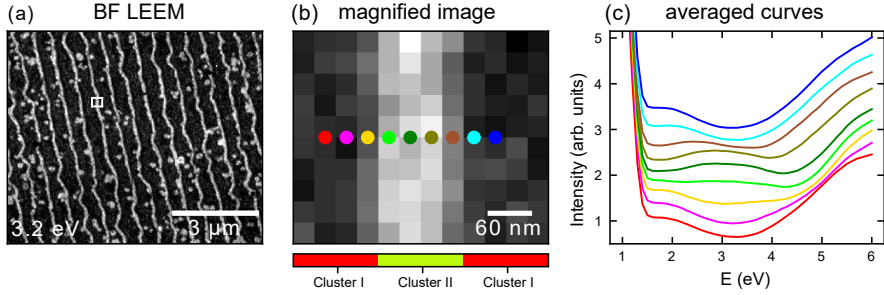 (a)
BF LEEM
3.2 eV
3 µm
(b)
magnified image
60 nm
Cluster I
Cluster II
Cluster I
(c)
averaged curves
Intensity (arb. units)
5
4
3
2
1
1 2 3 4 5 6
E (eV)